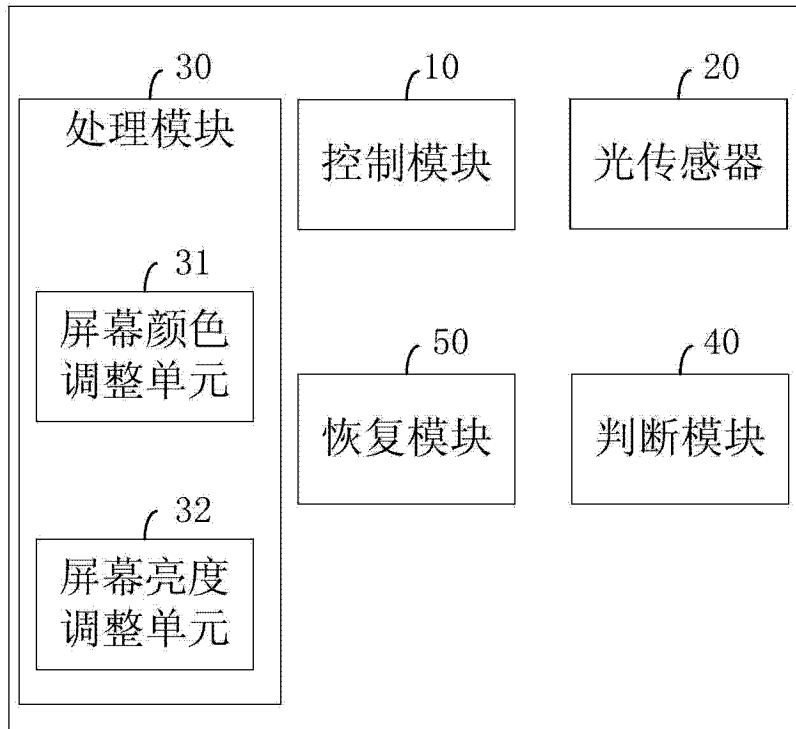 30
处理模块
10
控制模块
20
光传感器
31
屏幕颜色
调整单元
50
恢复模块
40
判断模块
32
屏幕亮度
调整单元